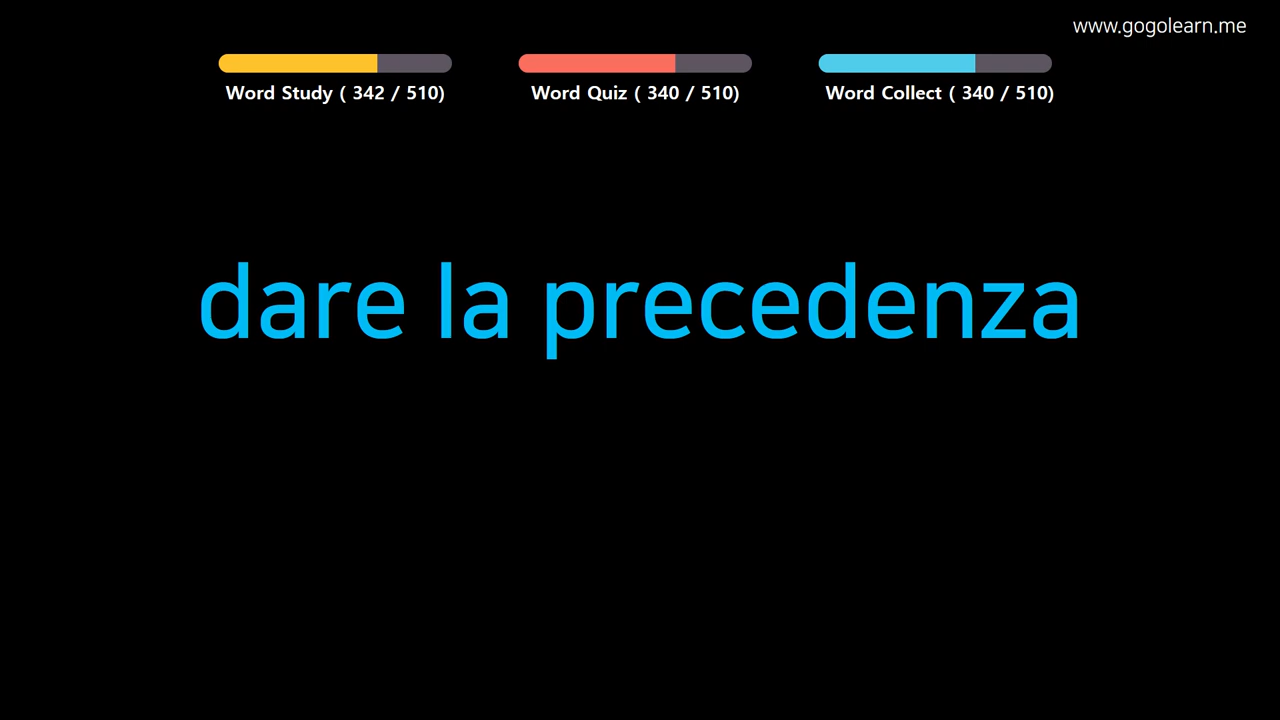 www.gogolearn.me
Word Study ( 342 / 510)
Word Quiz ( 340 / 510)
Word Collect ( 340 / 510)
dare la precedenza